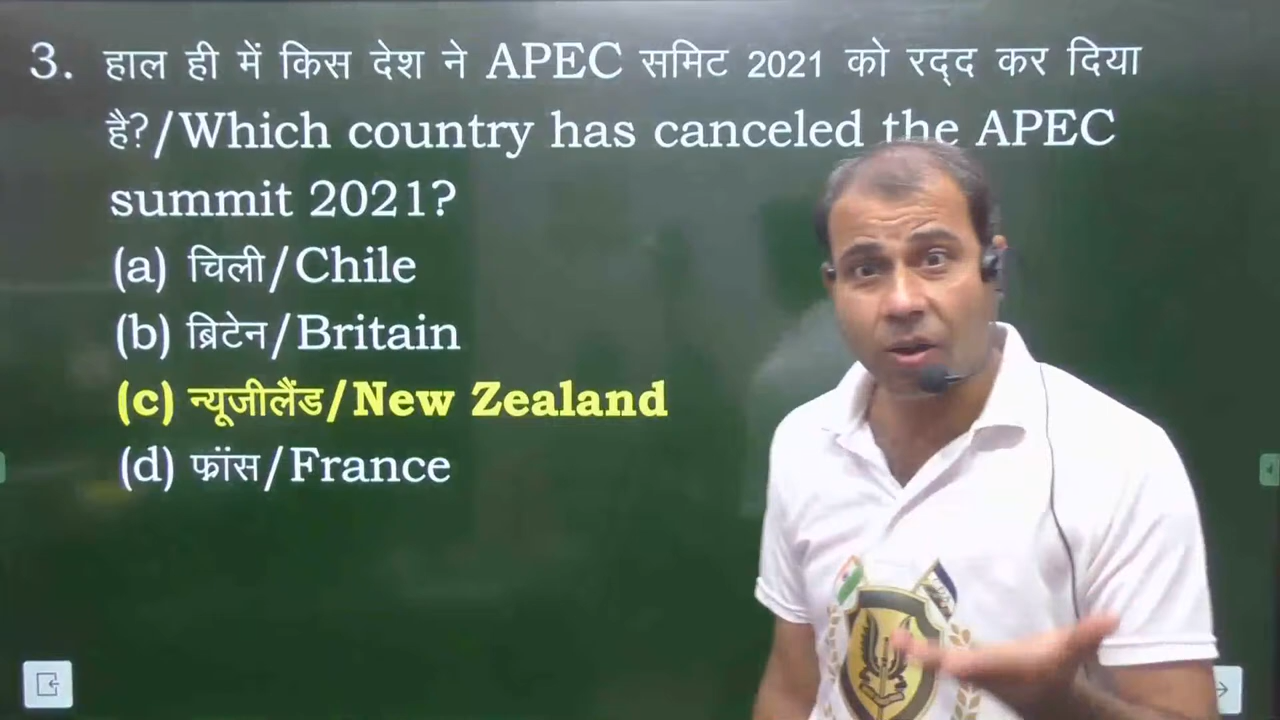 3. हाल ही में किस देश ने APEC समिट 2021 को रद्द कर दिया
है?/Which country has canceled the APEC
summit 2021?
(a) चिली/Chile
(b) ब्रिटेन/Britain
(c) न्यूजीलैंड/New Zealand
(d) फ्रॉंस/France